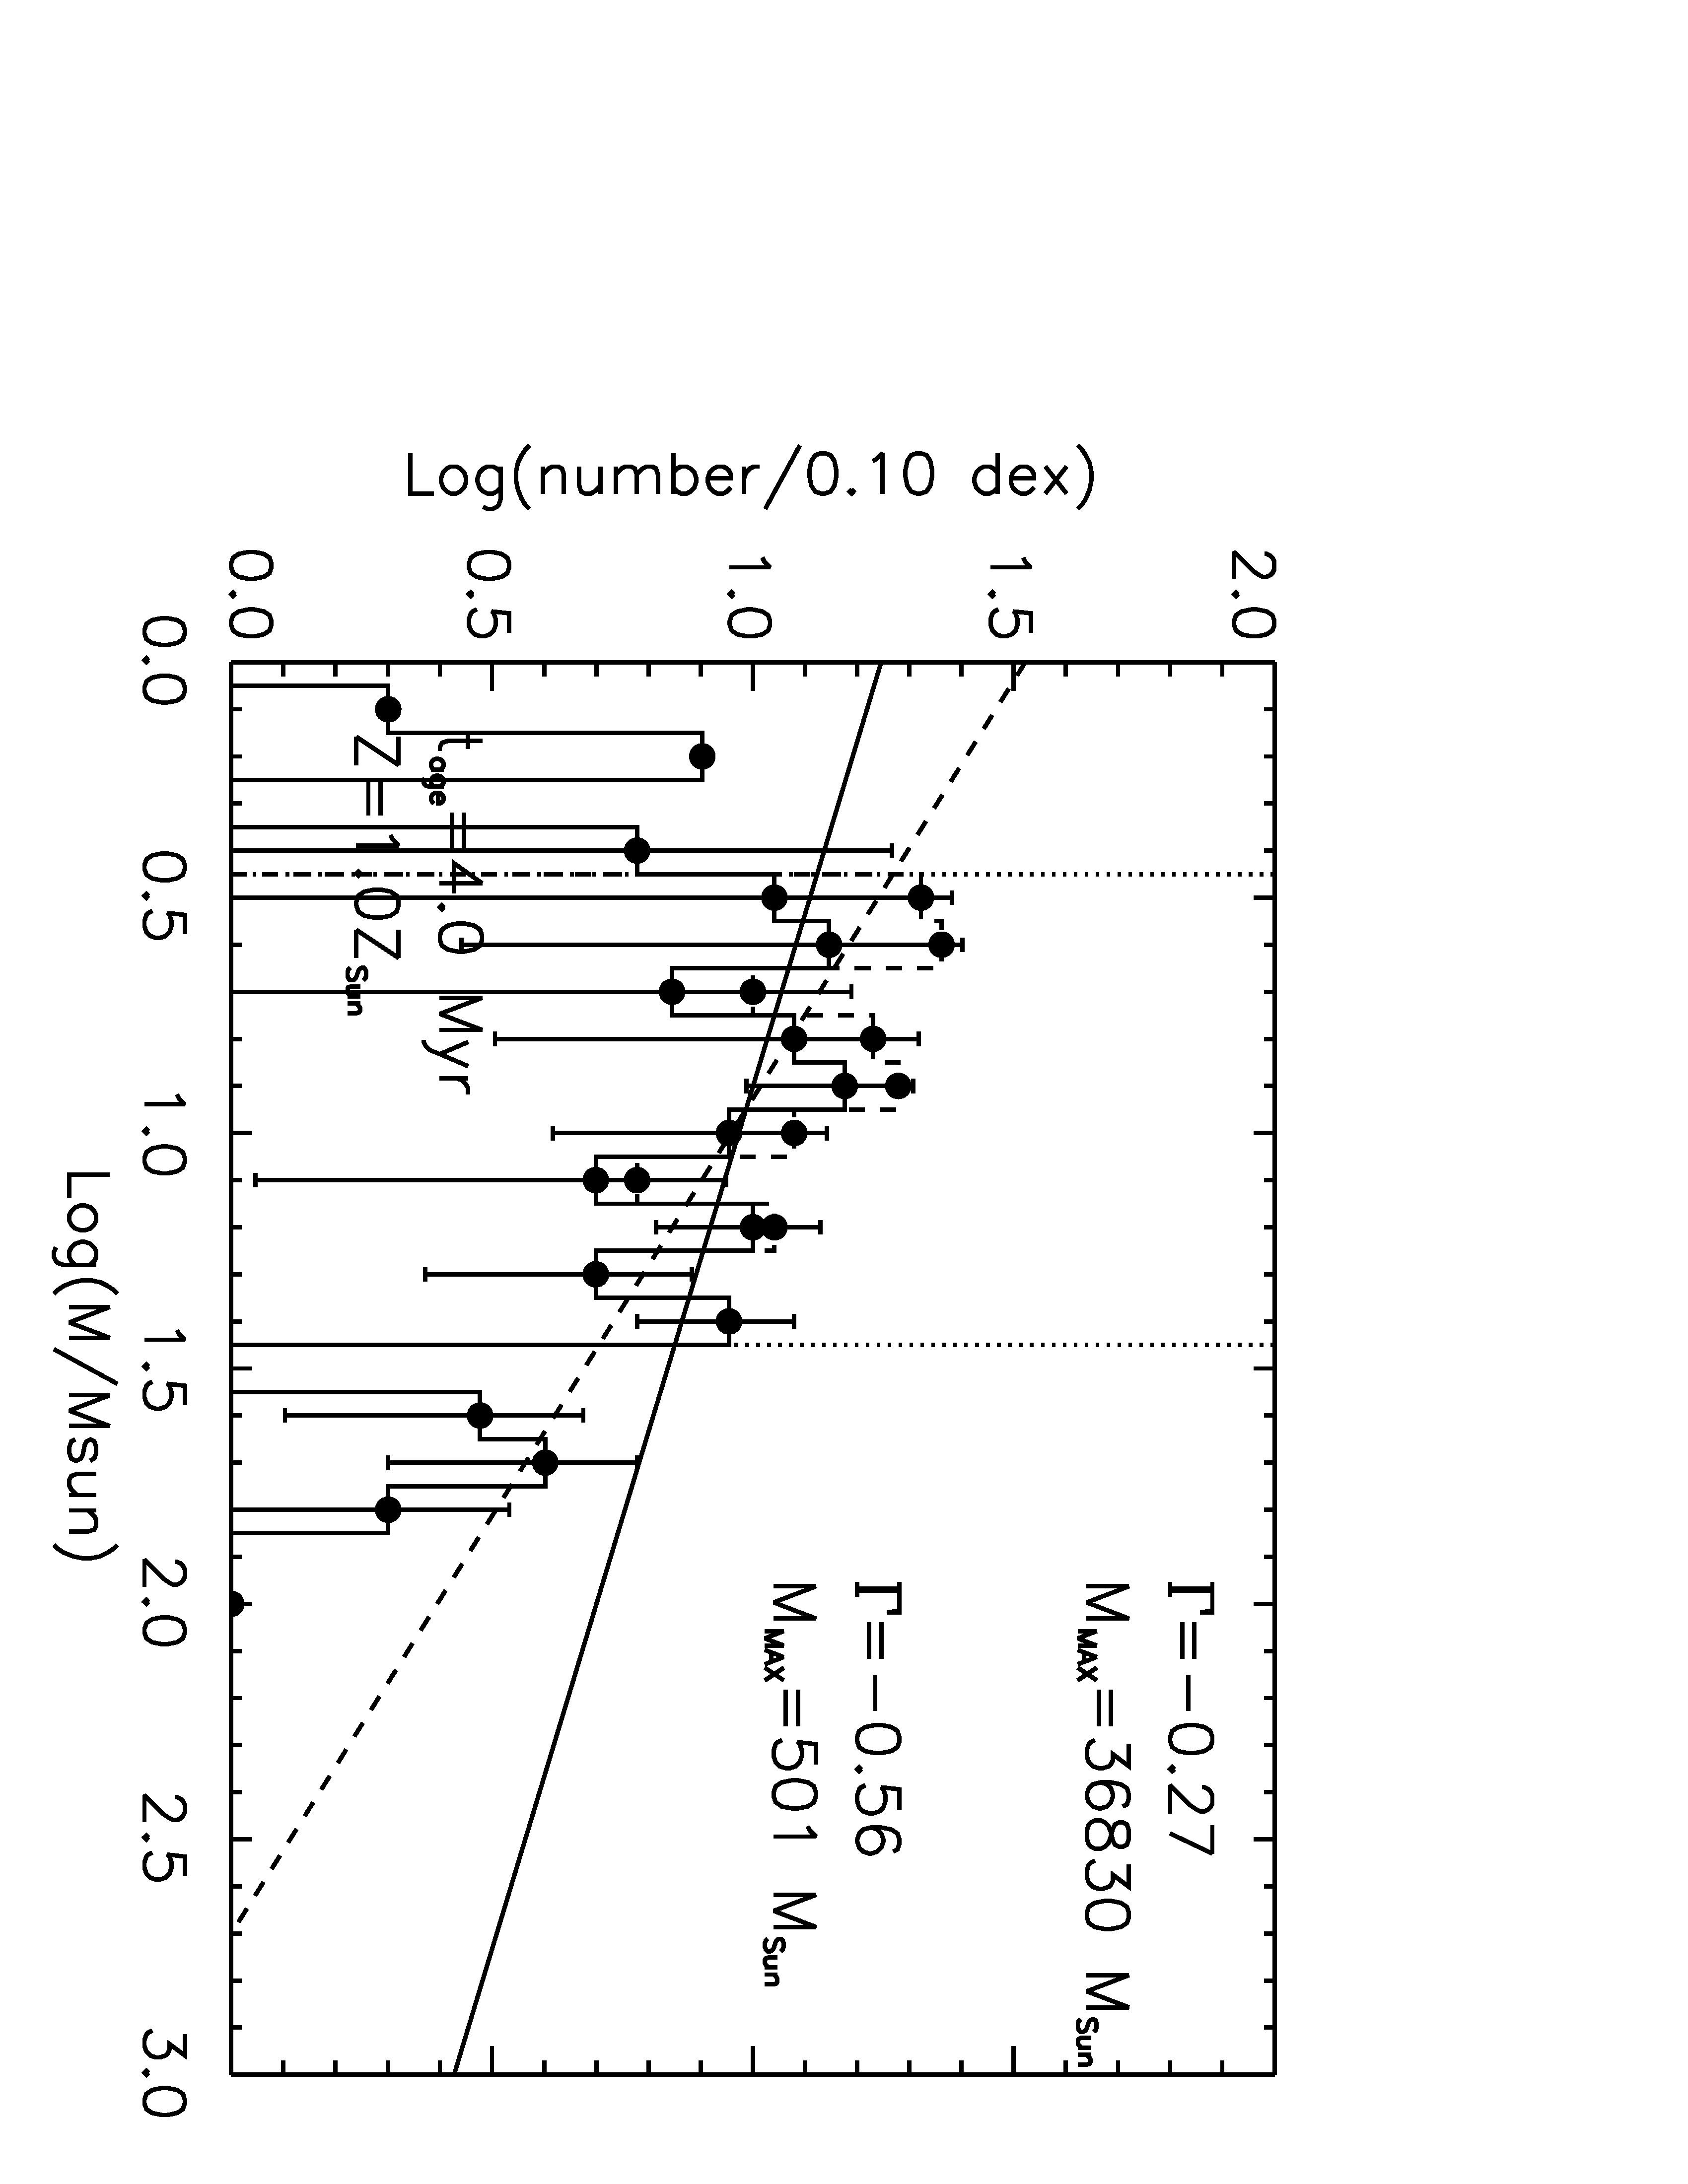 Γ=-0.27
M_MAX=36830 M_Sun
Γ=-0.56
M_MAX=501 M_Sun
t_age=4.0 Myr
Z=1.0Z_sun
Log(number/0.10 dex)
2.0
1.5
1.0
0.5
0.0
0.0 0.5 1.0 1.5 2.0 2.5 3.0
Log(M/Msun)